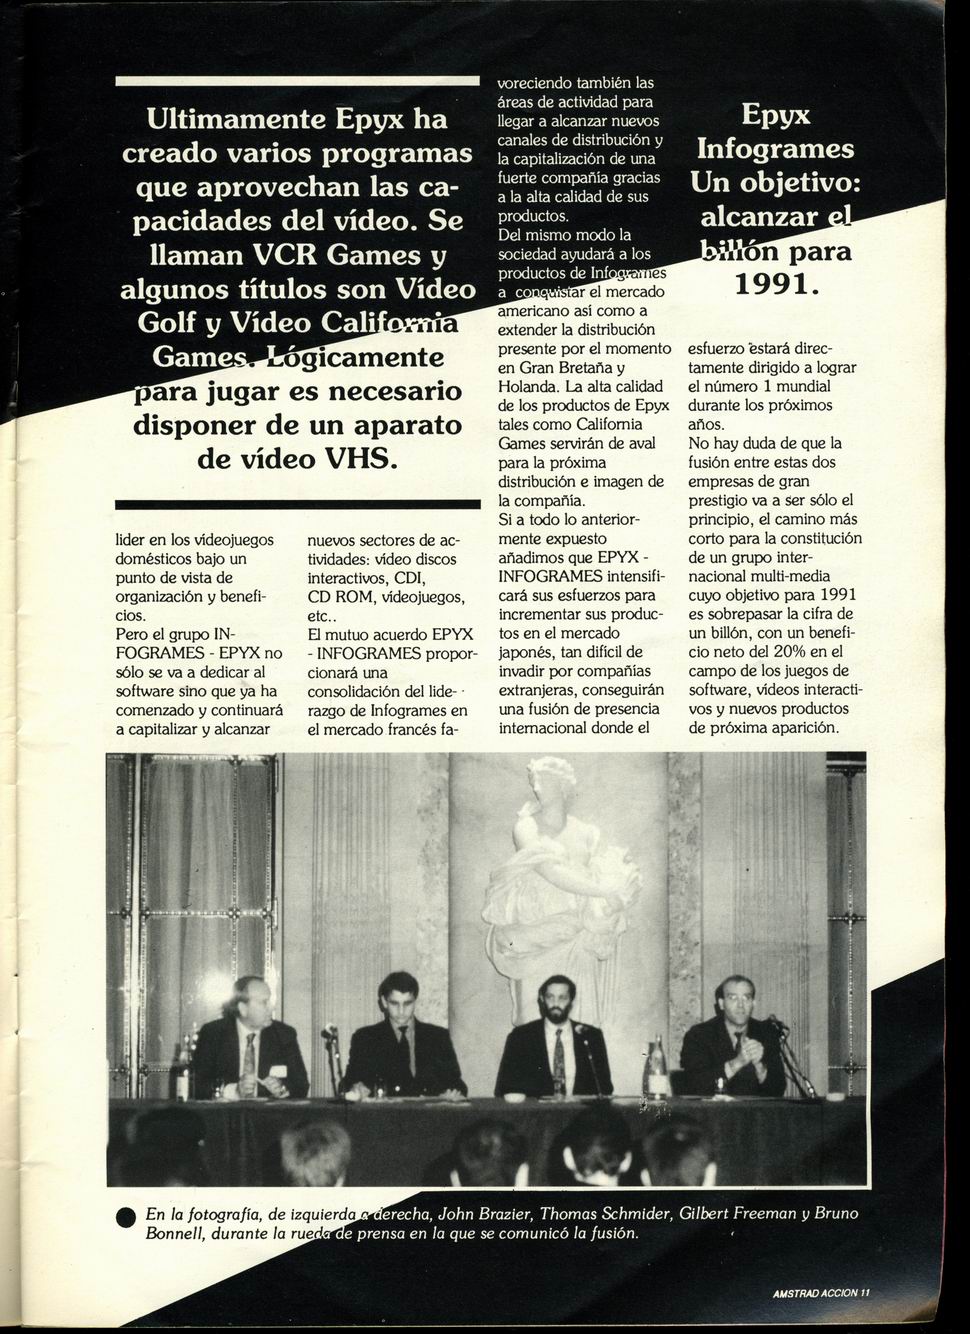 Ultimamente Epyx ha
creado varios programas
que aprovechan las ca-
pacidades del vídeo. Se
llaman VCR Games y
algunos títulos son Vídeo
Golf y Vídeo California
Games. Lógicamente
para jugar es necesario
disponer de un aparato
de vídeo VHS.
lider en los videojuegos
domésticos bajo un
punto de vista de
organización y benefi-
cios.
Pero el grupo IN-
FOGRAMES - EPYX no
sólo se va a dedicar al
software sino que ya ha
comenzado y continuará
a capitalizar y alcanzar
nuevos sectores de ac-
tividades: vídeo discos
interactivos, CDI,
CD ROM, videojuegos,
etc..
El mutuo acuerdo EPYX
- INFOGRAMES propor-
cionará una
consolidación del lide-
razgo de Infogrames en
el mercado francés fa-
voreciendo también las
áreas de actividad para
llegar a alcanzar nuevos
canales de distribución y
la capitalización de una
fuerte compañía gracias
a la alta calidad de sus
productos.
Del mismo modo la
sociedad ayudará a los
productos de Infogrames
a conquistar el mercado
americano así como a
extender la distribución
presente por el momento
en Gran Bretaña y
Holanda. La alta calidad
de los productos de Epyx
tales como California
Games servirán de aval
para la próxima
distribución e imagen de
la compañía.
Si a todo lo anterior-
mente expuesto
añadimos que EPYX -
INFOGRAMES intensifi-
cará sus esfuerzos para
incrementar sus produc-
tos en el mercado
japonés, tan difícil de
invadir por compañías
extranjeras, conseguirán
una fusión de presencia
internacional donde el
Epyx
Infogrames
Un objetivo:
alcanzar el
billón para
1991.
esfuerzo estará direc-
tamente dirigido a lograr
el número 1 mundial
durante los próximos
años.
No hay duda de que la
fusión entre estas dos
empresas de gran
prestigio va a ser sólo el
principio, el camino más
corto para la constitución
de un grupo inter-
nacional multi-media
cuyo objetivo para 1991
es sobrepasar la cifra de
un billón, con un benefi-
cio neto del 20% en el
campo de los juegos de
software, vídeos interacti-
vos y nuevos productos
de próxima aparición.
En la fotografía, de izquierda a derecha, John Brazier, Thomas Schmider, Gilbert Freeman y Bruno
Bonnell, durante la rueda de prensa en la que se comunicó la fusión.
AMSTRAD ACCION 11